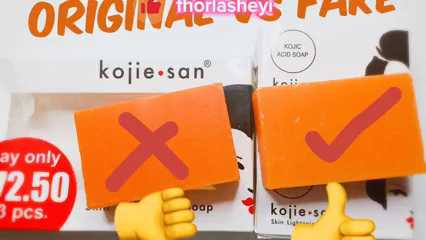 ORIGINAL vs FAKE
thorlashey!
KOJIC
ACID SOAP
kojie•san®
ay only
72.50
3 pcs.
kojie•san
Skin Lightening